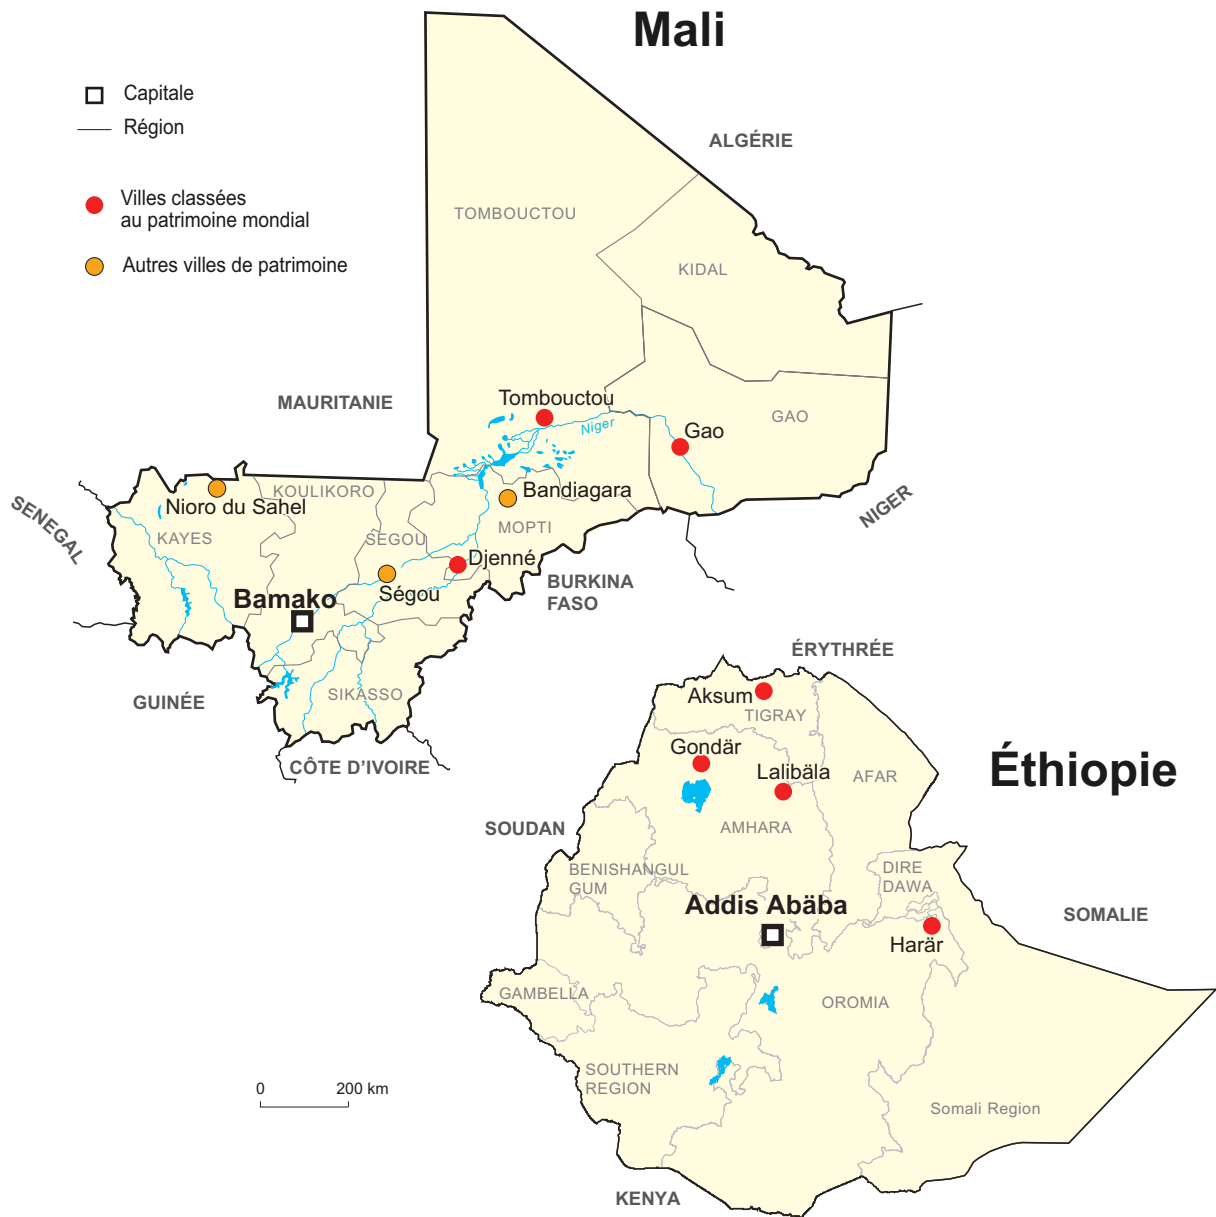 Mali
Capitale
Région
Villes classées
au patrimoine mondial
Autres villes de patrimoine
ALGÉRIE
TOMBOUCTOU
KIDAL
MAURITANIE
Tombouctou
Niger
Gao
GAO
KOULIKORO
Nioro du Sahel
Bandiagara
SENEGAL
KAYES
SEGOU
MOPTI
NIGER
Djenné
Ségou
BURKINA
FASO
Bamako
GUINÉE
SIKASSO
CÔTE D'IVOIRE
ÉRYTHRÉE
Aksum
TIGRAY
Gondär
Lalibäla
AFAR
Éthiopie
SOUDAN
AMHARA
BENISHANGUL
GUM
DIRE
DAWA
Addis Abäba
SOMALIE
Harär
GAMBELLA
OROMIA
SOUTHERN
REGION
0 200 km
Somali Region
KENYA